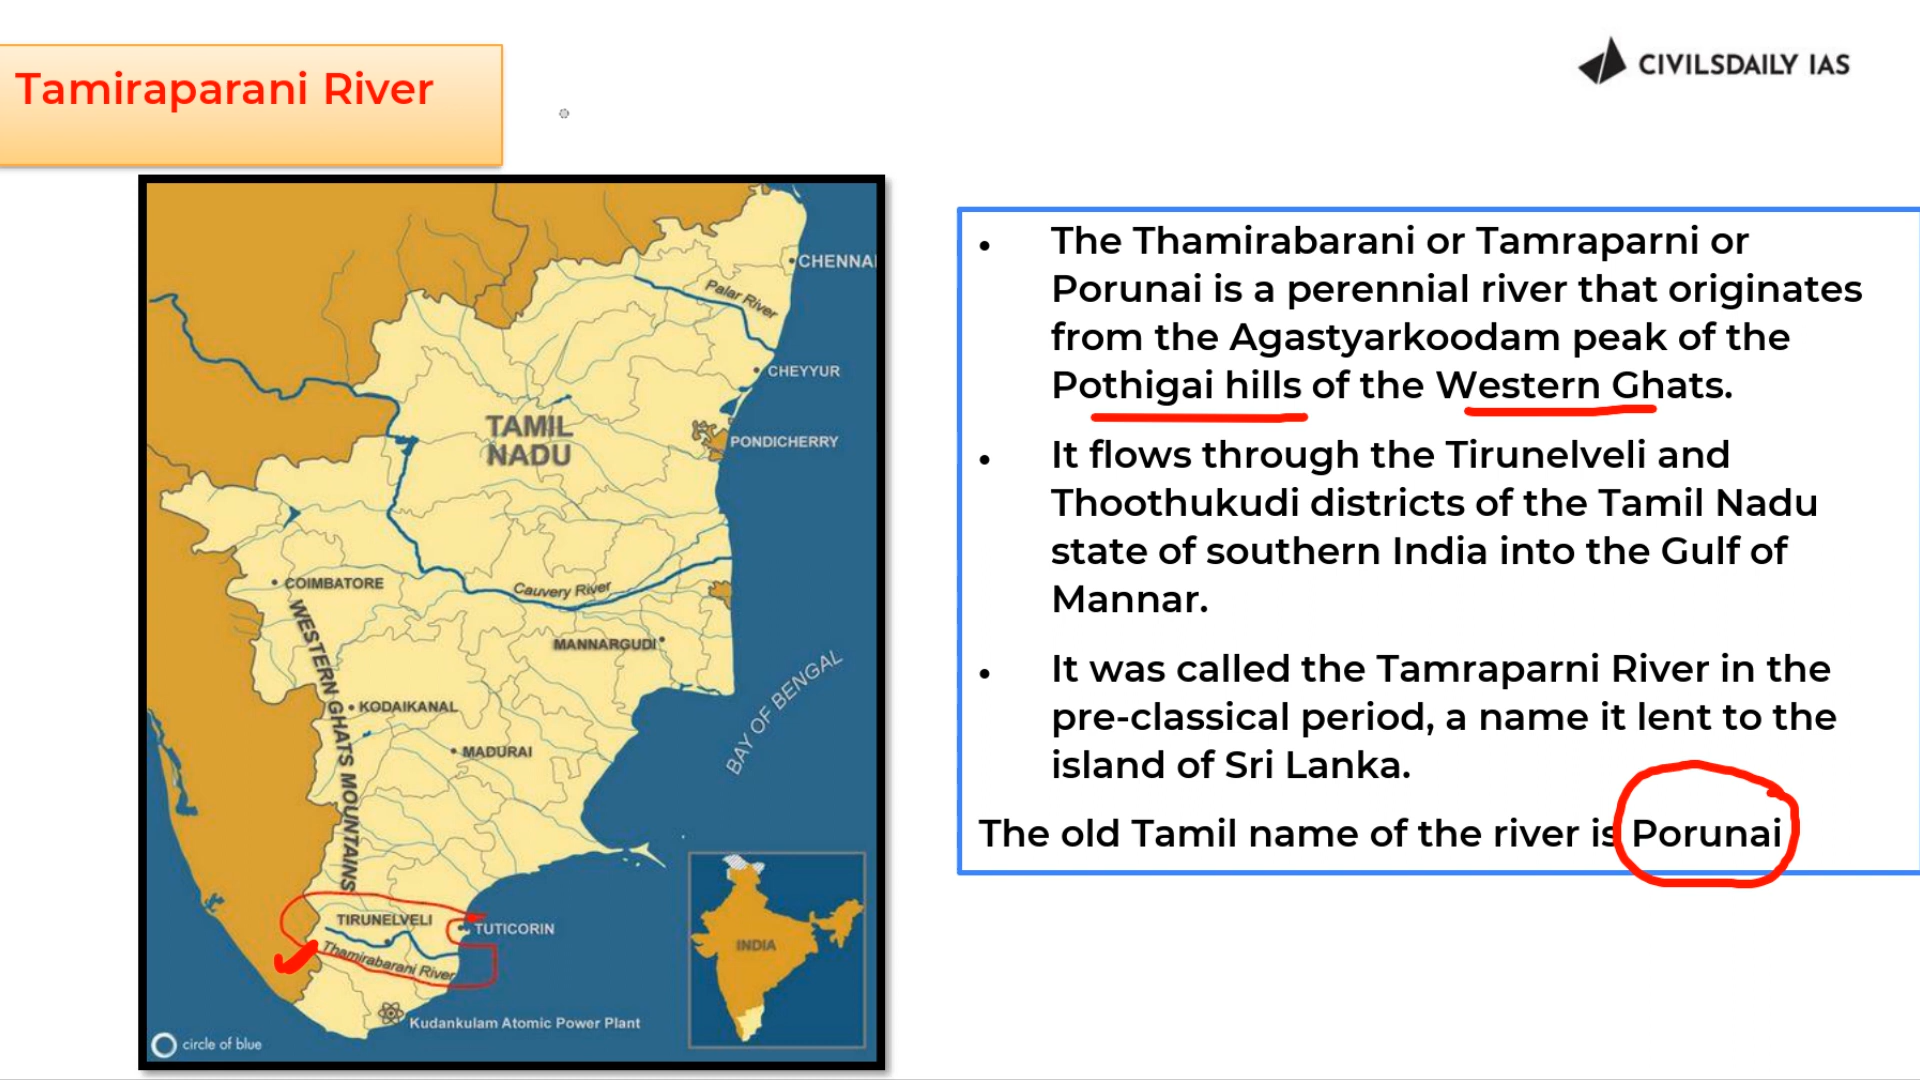 Tamiraparani River
CIVILSDAILY IAS
CHENNAI
Palar River
CHEYYUR
TAMIL
NADU
PONDICHERRY
COIMBATORE
Cauvery River
WESTERN GHATS MOUNTAINS
MANNARGUDI
BAY OF BENGAL
KODAIKANAL
MADURAI
TIRUNELVELI
TUTICORIN
Thamirabarani River
INDIA
Kudankulam Atomic Power Plant
circle of blue
• The Thamirabarani or Tamraparni or
Porunai is a perennial river that originates
from the Agastyarkoodam peak of the
Pothigai hills of the Western Ghats.
• It flows through the Tirunelveli and
Thoothukudi districts of the Tamil Nadu
state of southern India into the Gulf of
Mannar.
• It was called the Tamraparni River in the
pre-classical period, a name it lent to the
island of Sri Lanka.
The old Tamil name of the river is Porunai